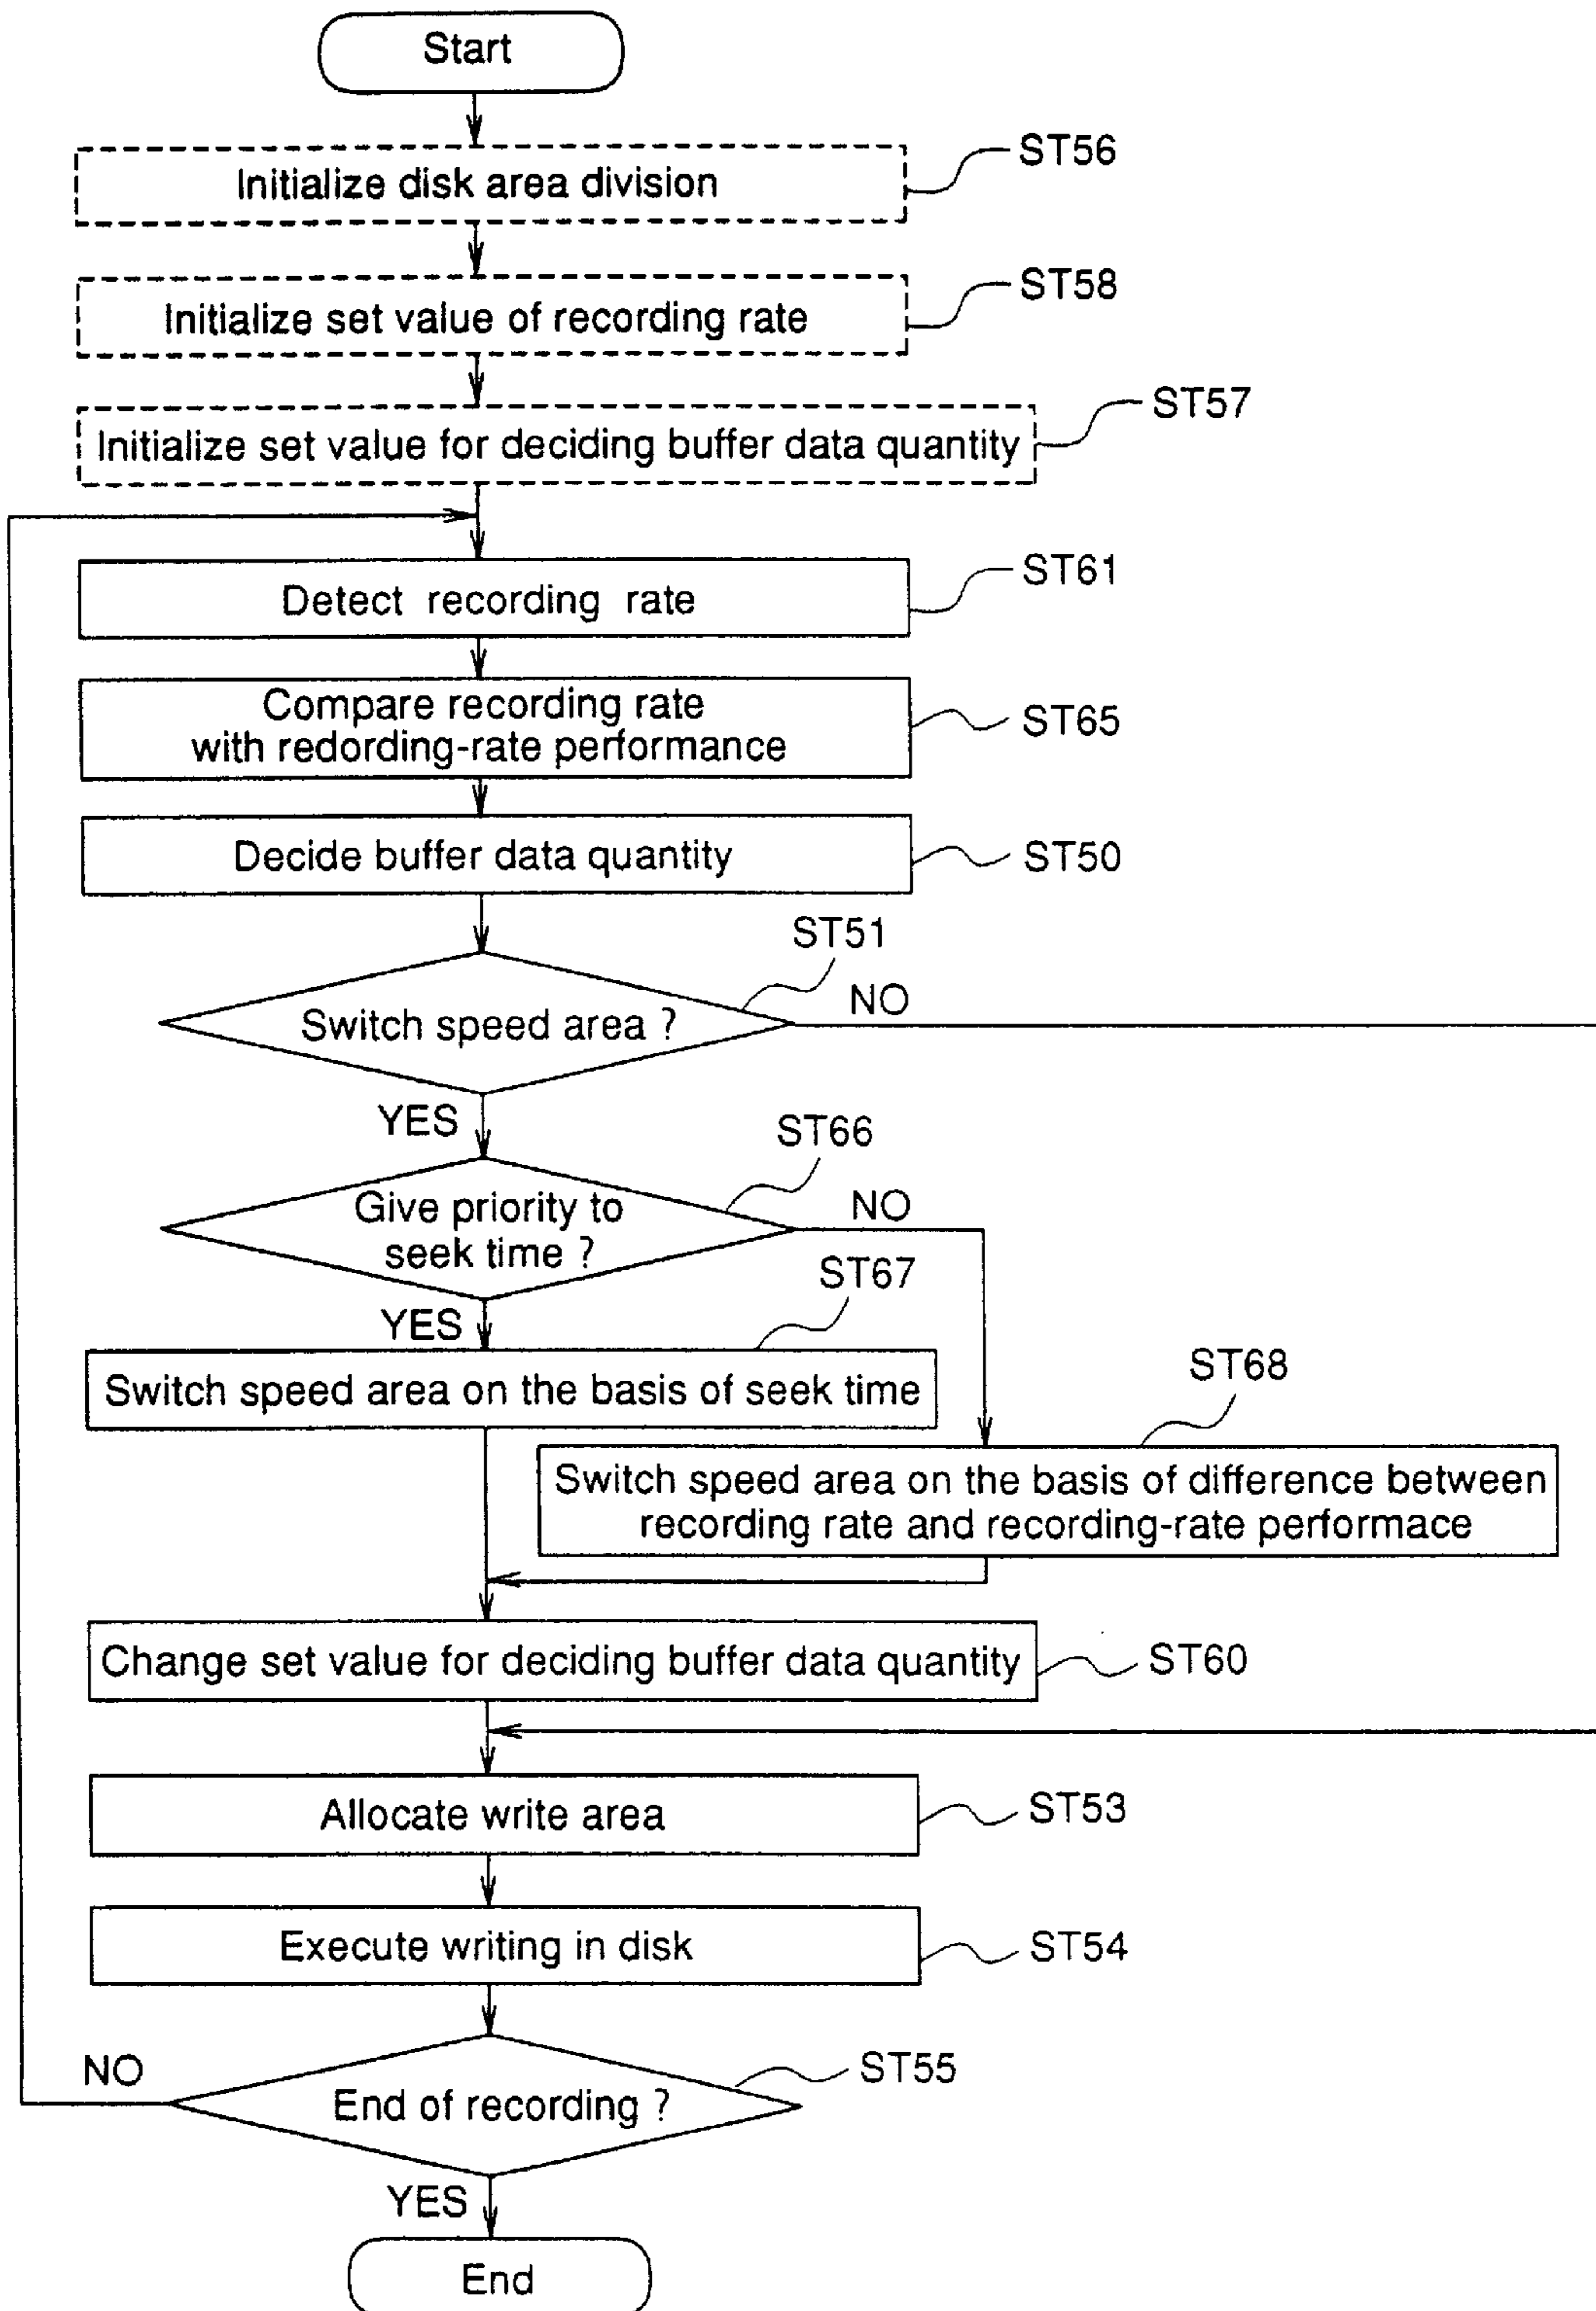 Start
Initialize disk area division
ST56
Initialize set value of recording rate
ST58
Initialize set value for deciding buffer data quantity
ST57
Detect recording rate
ST61
Compare recording rate
with redording-rate performance
ST65
Decide buffer data quantity
ST50
Switch speed area ?
ST51
NO
YES
Give priority to
seek time ?
ST66
NO
YES
Switch speed area on the basis of seek time
ST67
Switch speed area on the basis of difference between
recording rate and recording-rate performace
ST68
Change set value for deciding buffer data quantity
ST60
Allocate write area
ST53
Execute writing in disk
ST54
End of recording ?
ST55
NO
YES
End